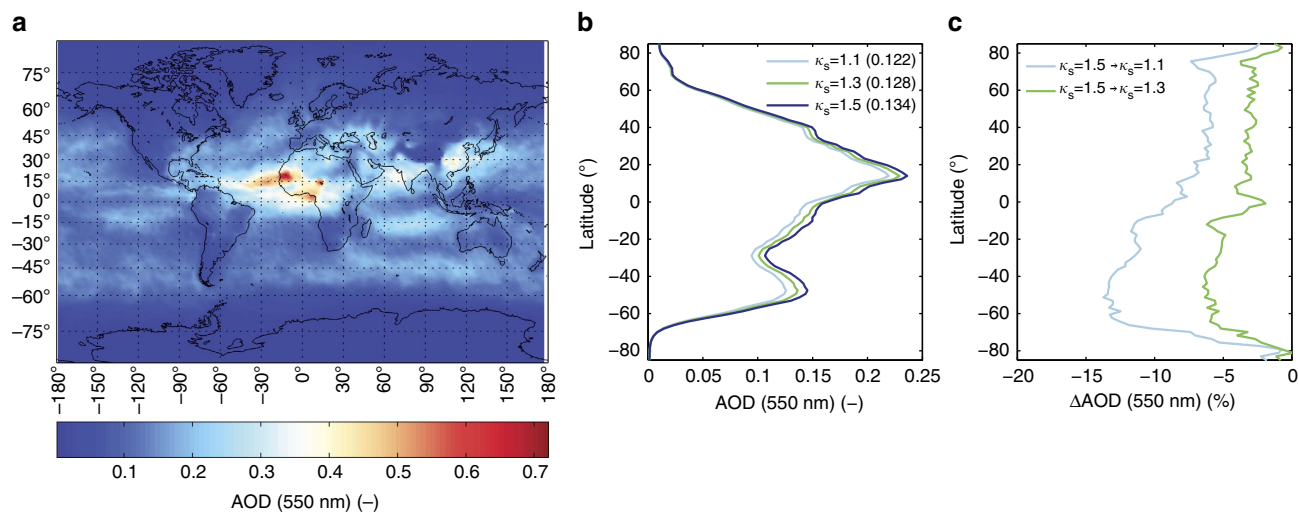 a
75°
60°
45°
30°
15°
0°
−15°
−30°
−45°
−60°
−75°
−180°
−150°
−120°
−90°
−60°
−30°
0
30
60
90
120°
150°
180°
0.1 0.2 0.3 0.4 0.5 0.6 0.7
AOD (550 nm) (–)
b
κs=1.1 (0.122)
κs=1.3 (0.128)
κs=1.5 (0.134)
80
60
40
20
0
−20
−40
−60
−80
Latitude (°)
0 0.05 0.1 0.15 0.2 0.25
AOD (550 nm) (–)
c
κs=1.5 → κs=1.1
κs=1.5 → κs=1.3
80
60
40
20
0
−20
−40
−60
−80
Latitude (°)
−20 −15 −10 −5 0
ΔAOD (550 nm) (%)